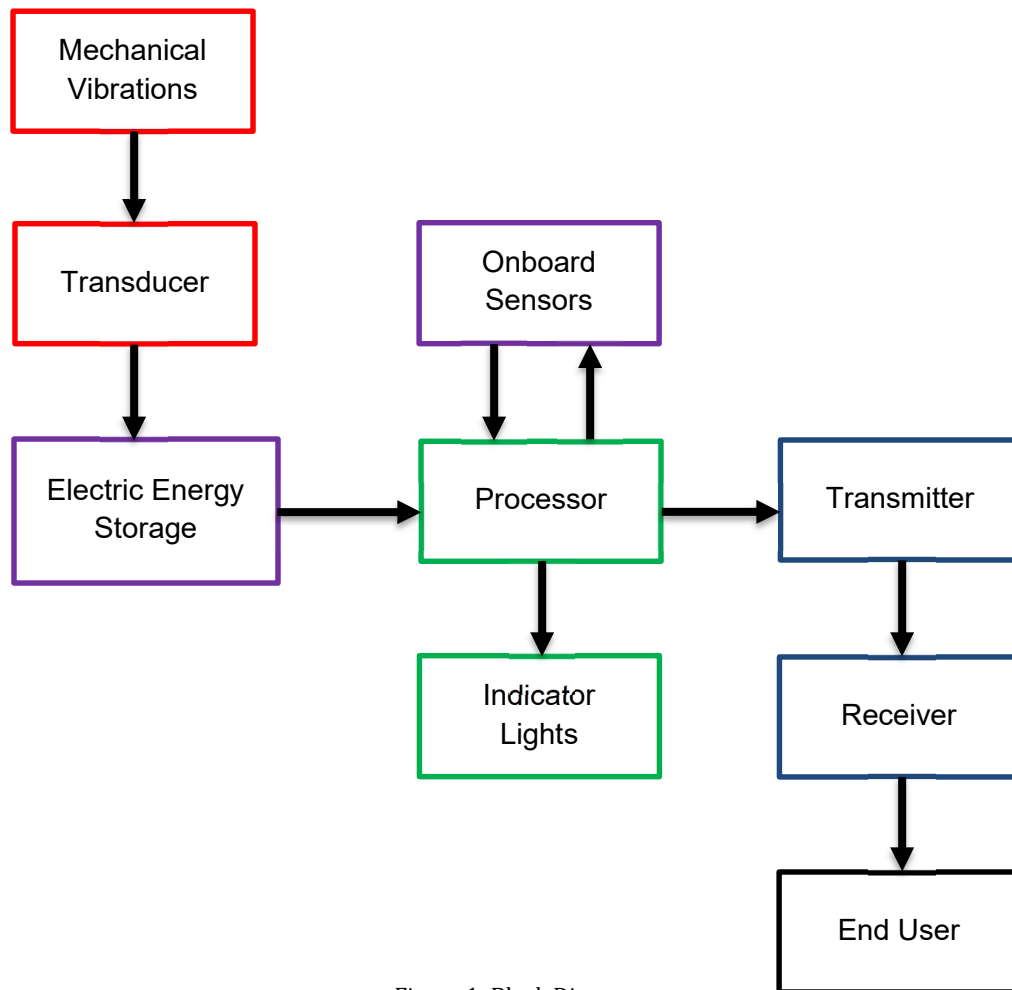 Mechanical
Vibrations
Transducer
Onboard
Sensors
Electric Energy
Storage
Processor
Transmitter
Indicator
Lights
Receiver
End User